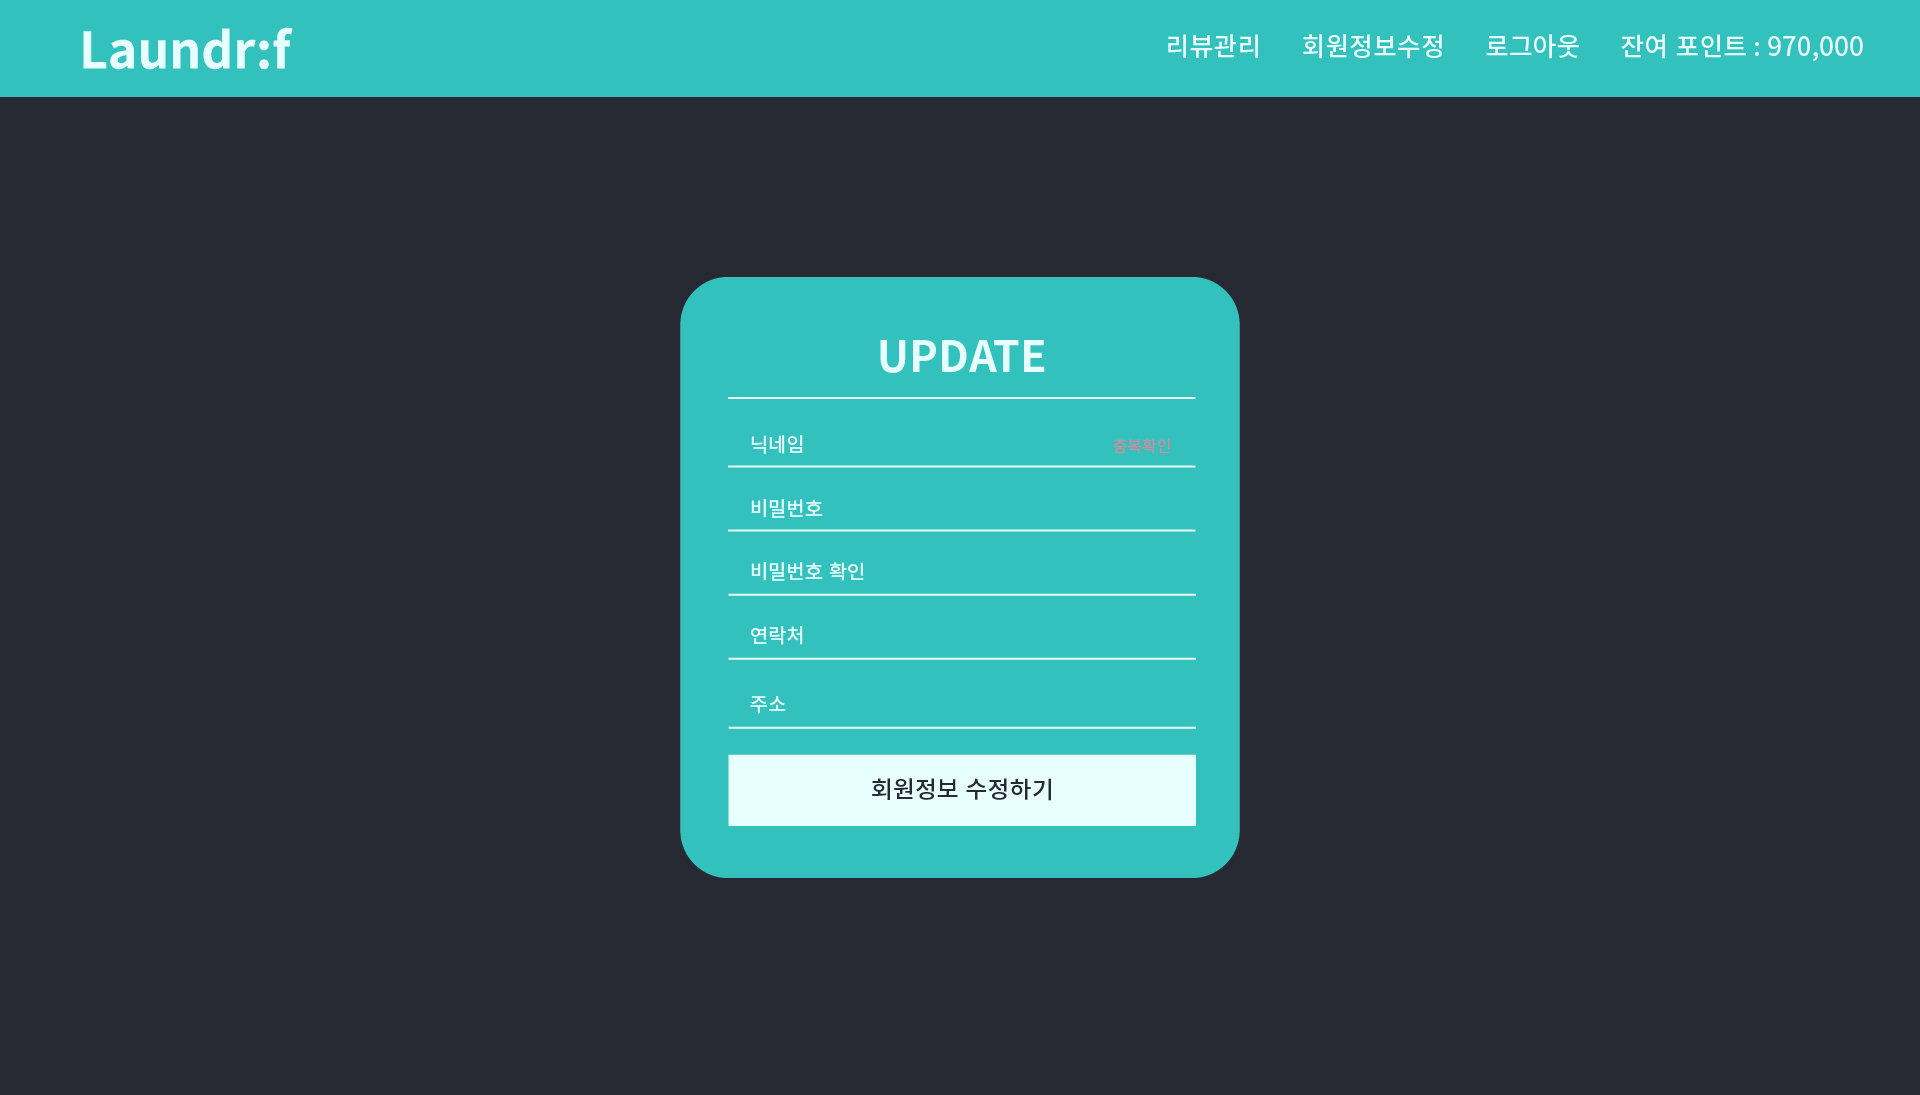 Laundr:f
리뷰관리 회원정보수정 로그아웃 잔여 포인트 : 970,000
UPDATE
닉네임 중복확인
비밀번호
비밀번호 확인
연락처
주소
회원정보 수정하기